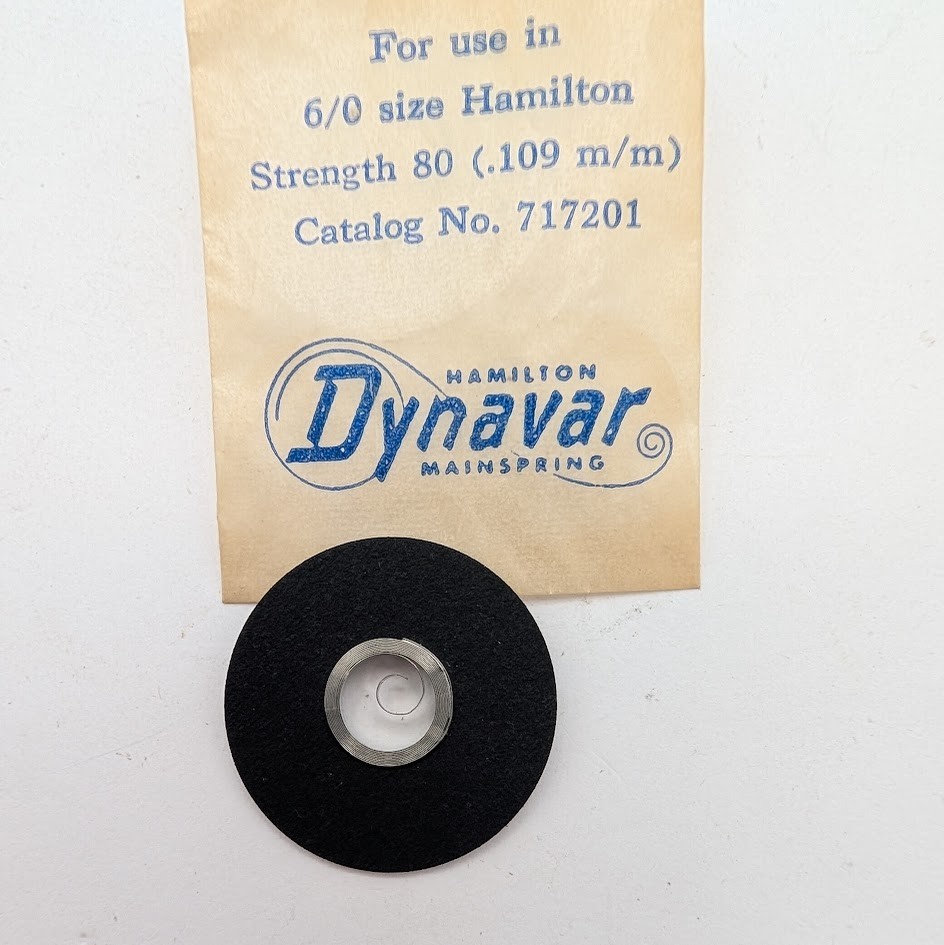 For use in
6/0 size Hamilton
Strength 80 (.109 m/m)
Catalog No. 717201
HAMILTON
Dynavar
MAINSPRING